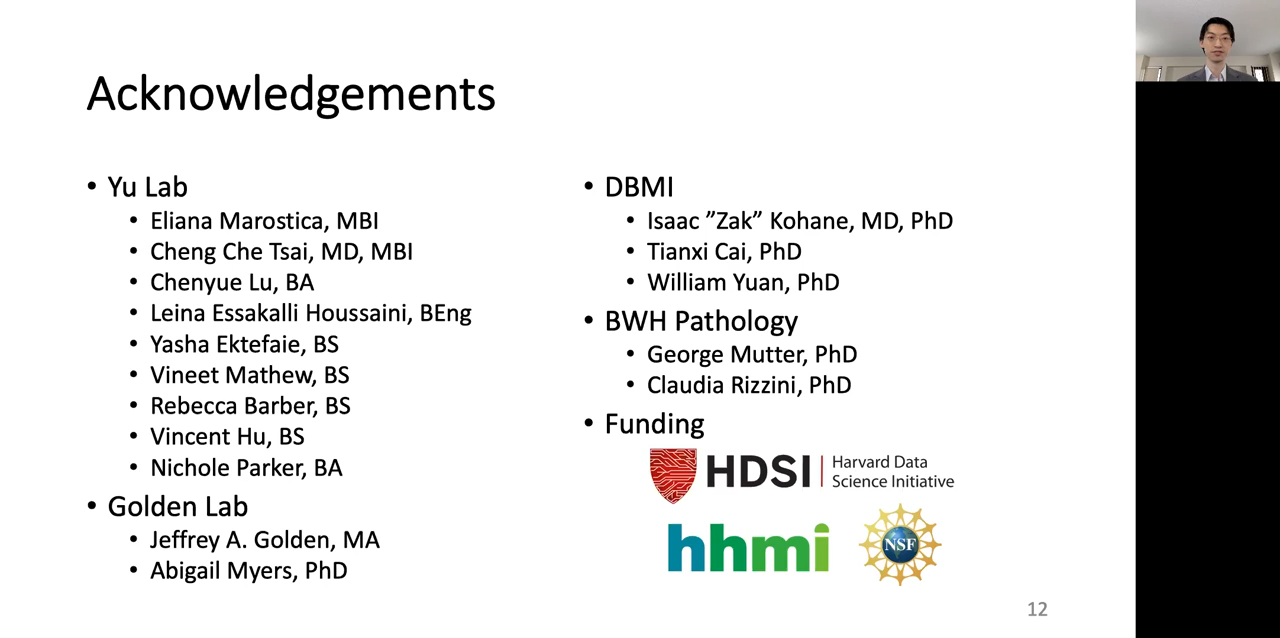 Acknowledgements
• Yu Lab
• Eliana Marostica, MBI
• Cheng Che Tsai, MD, MBI
• Chenyue Lu, BA
• Leina Essakalli Houssaini, BEng
• Yasha Ektefaie, BS
• Vineet Mathew, BS
• Rebecca Barber, BS
• Vincent Hu, BS
• Nichole Parker, BA
• Golden Lab
• Jeffrey A. Golden, MA
• Abigail Myers, PhD
• DBMI
• Isaac ”Zak” Kohane, MD, PhD
• Tianxi Cai, PhD
• William Yuan, PhD
• BWH Pathology
• George Mutter, PhD
• Claudia Rizzini, PhD
• Funding
HDSI
Harvard Data
Science Initiative
hhmi
NSF
12